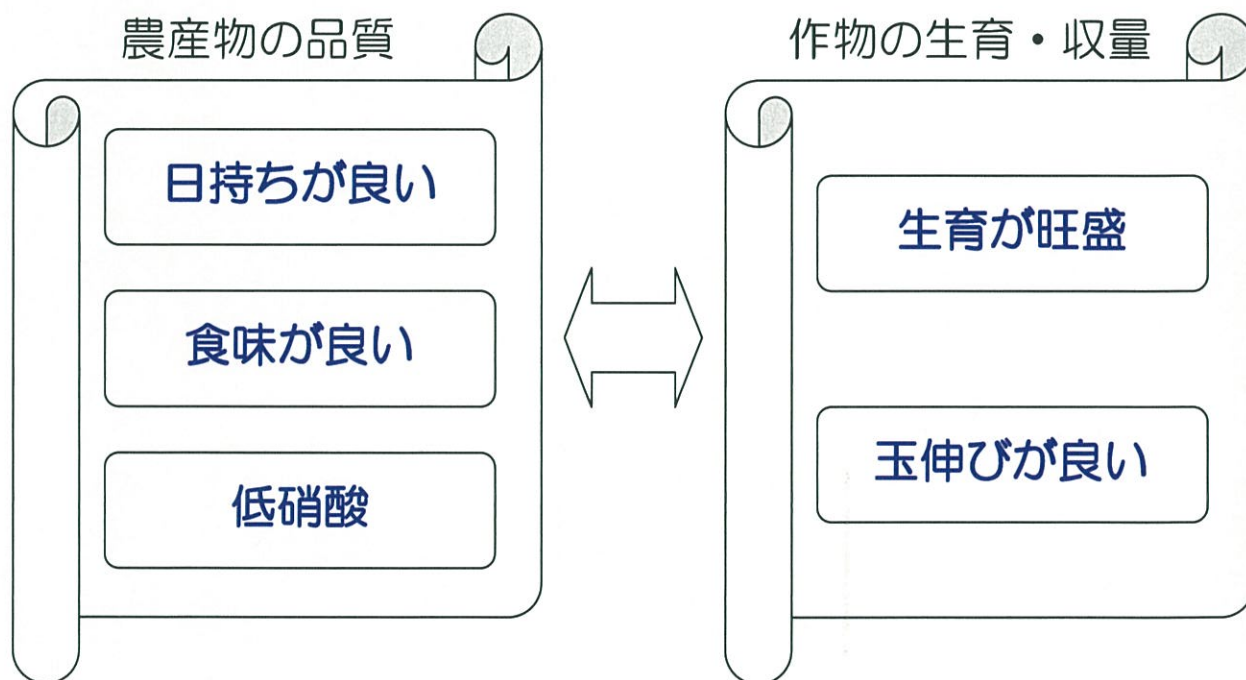 農産物の品質
日持ちが良い
食味が良い
低硝酸
作物の生育・収量
生育が旺盛
玉伸びが良い